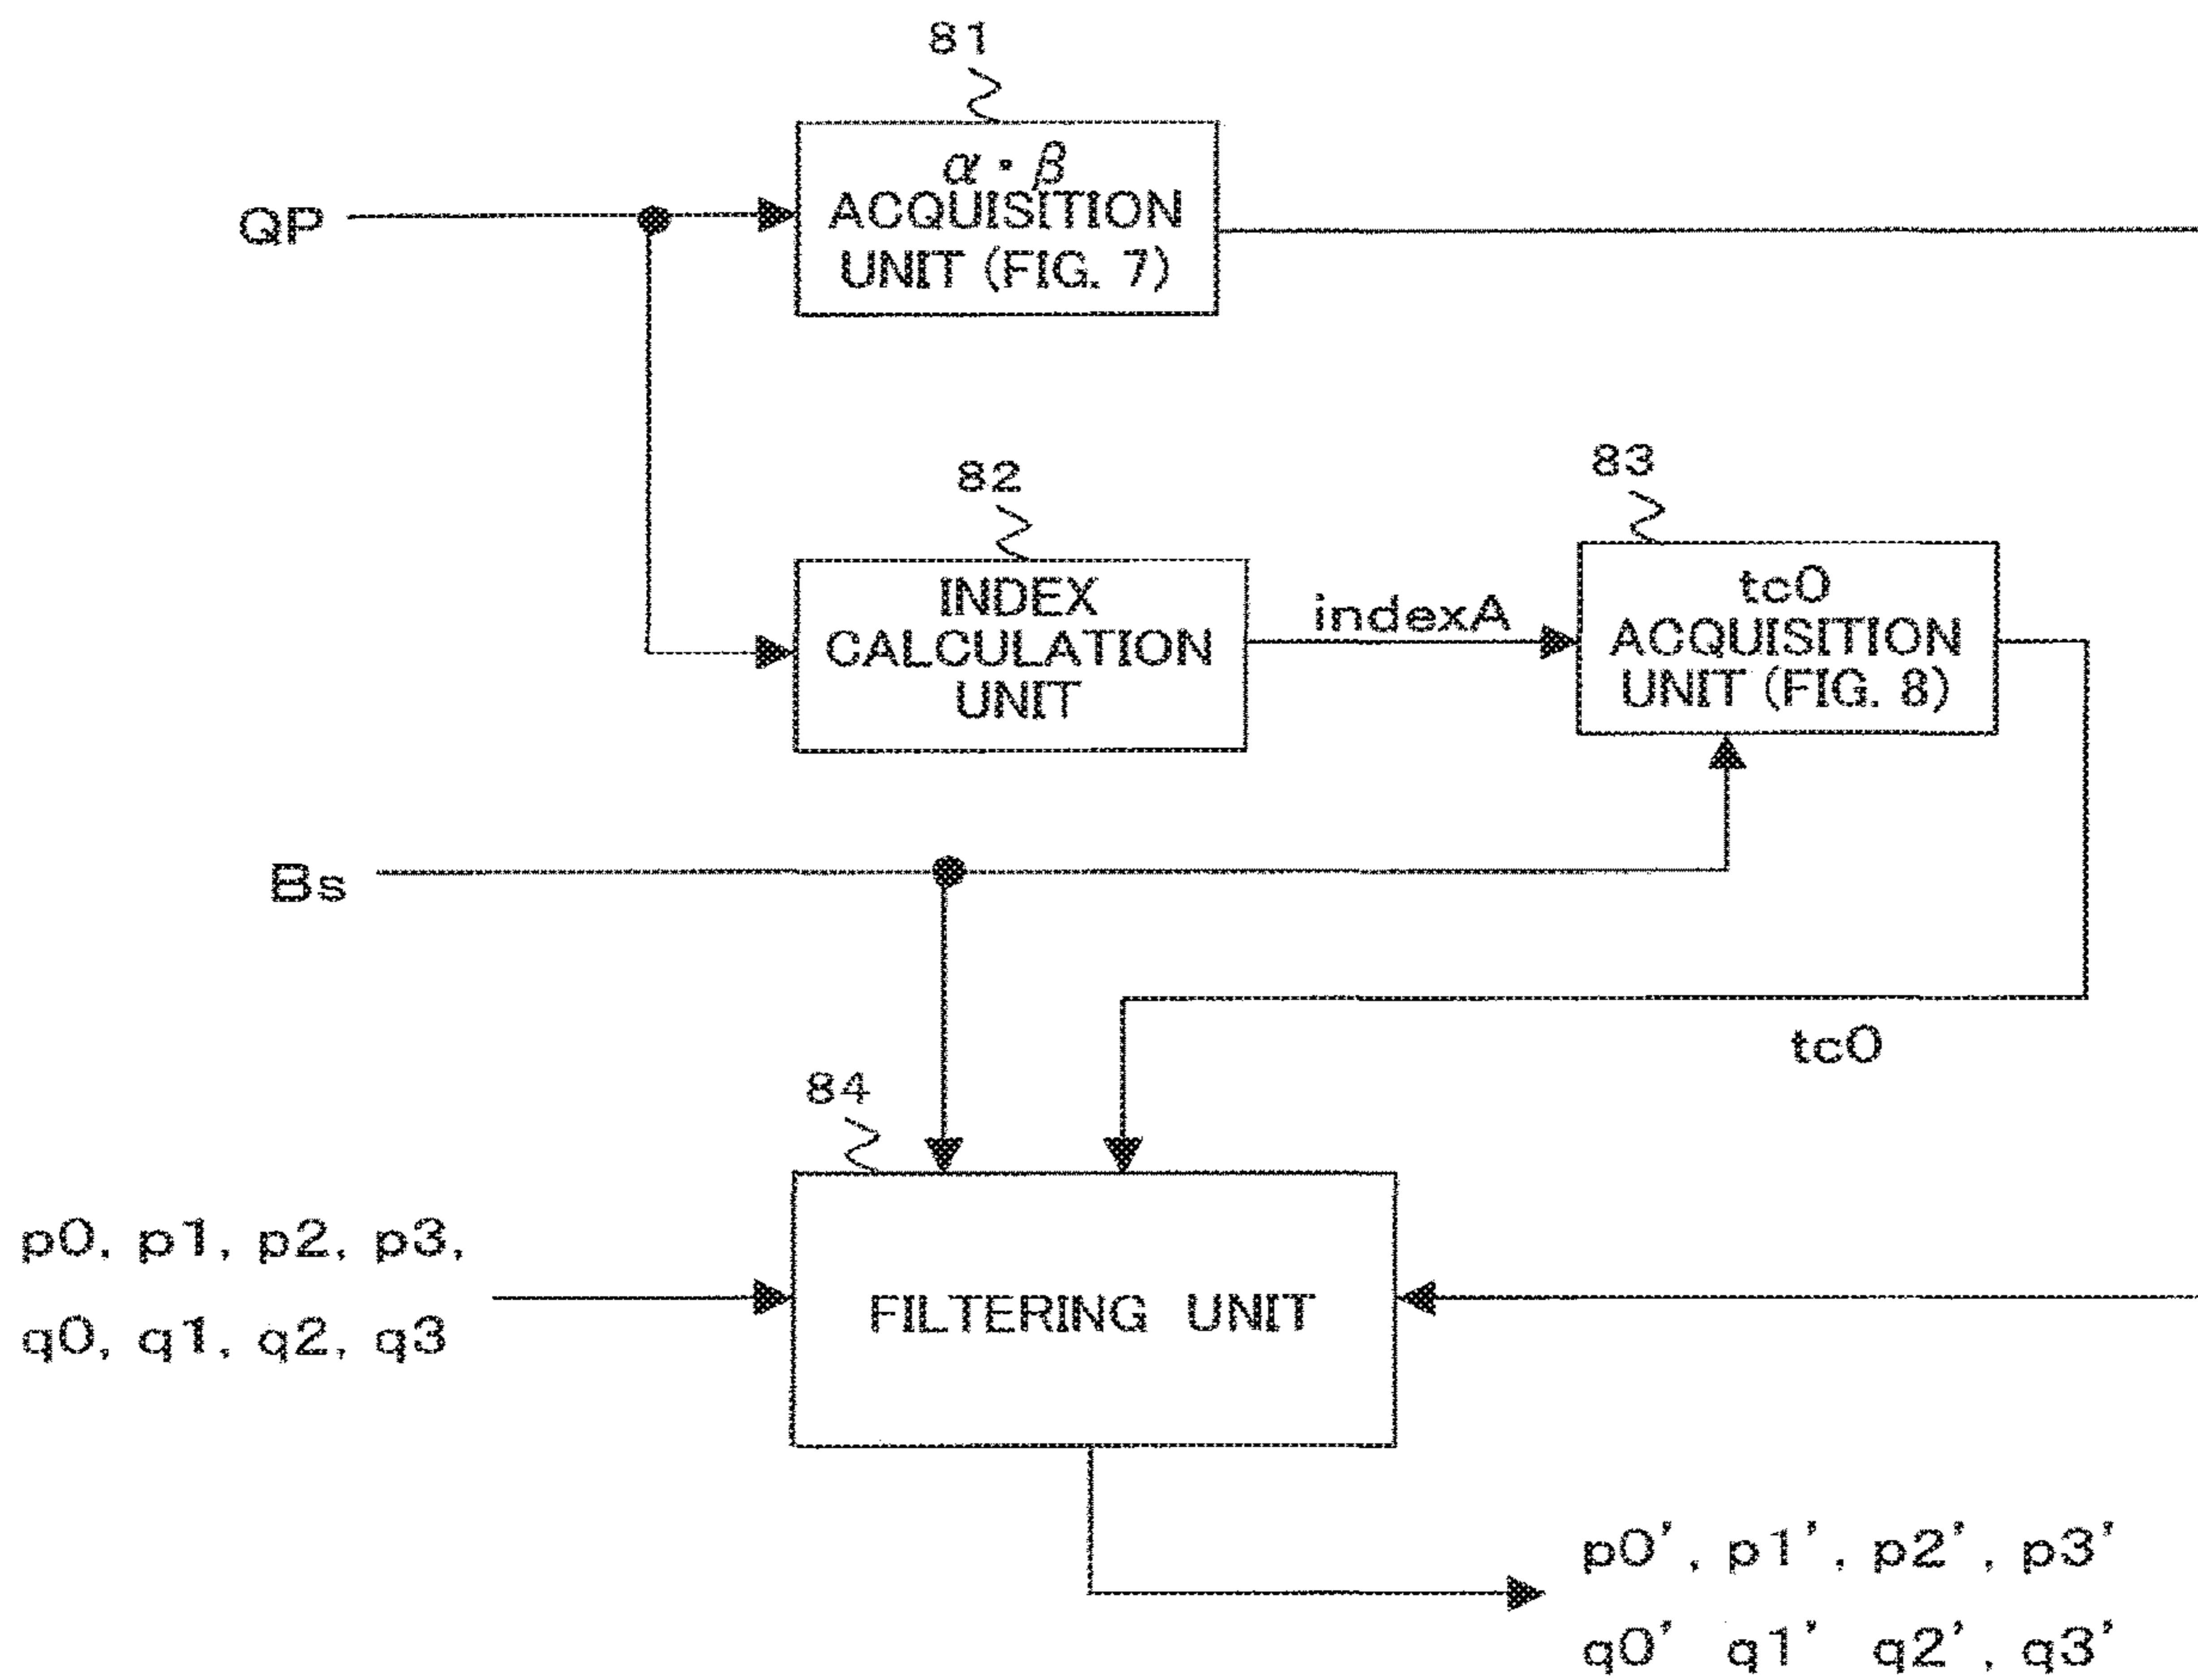 81
α・β
ACQUISITION
UNIT (FIG. 7)
QP
82
INDEX
CALCULATION
UNIT
indexA
83
tc0
ACQUISITION
UNIT (FIG. 8)
Bs
tc0
84
p0, p1, p2, p3,
q0, q1, q2, q3
FILTERING UNIT
p0', p1', p2', p3'
q0' q1' q2', q3'